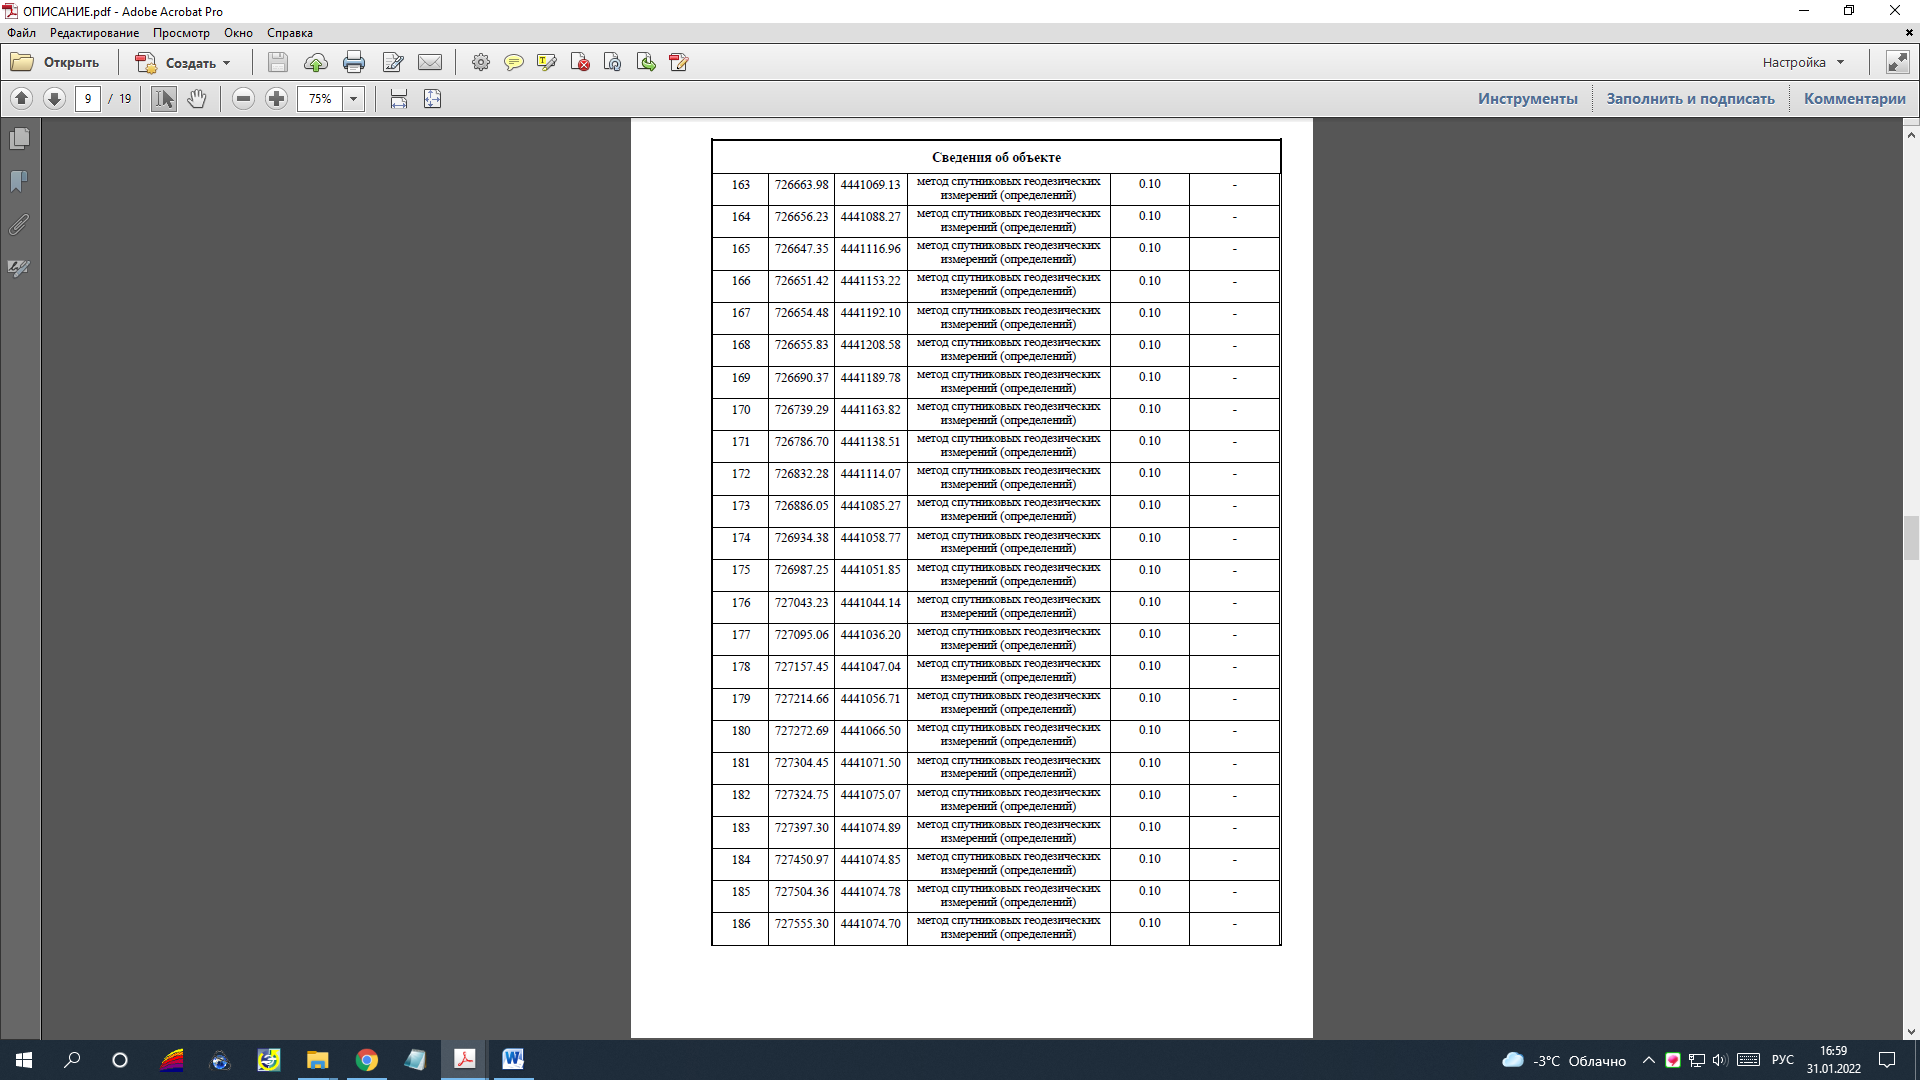 ОПИСАНИЕ.pdf - Adobe Acrobat Pro
Файл Редактирование Просмотр Окно Справка
Открыть Создать Настройка
9 / 19 75% Инструменты Заполнить и подписать Комментарии
Сведения об объекте
163 726663.98 4441069.13 метод спутниковых геодезических измерений (определений) 0.10 -
164 726656.23 4441088.27 метод спутниковых геодезических измерений (определений) 0.10 -
165 726647.35 4441116.96 метод спутниковых геодезических измерений (определений) 0.10 -
166 726651.42 4441153.22 метод спутниковых геодезических измерений (определений) 0.10 -
167 726654.48 4441192.10 метод спутниковых геодезических измерений (определений) 0.10 -
168 726655.83 4441208.58 метод спутниковых геодезических измерений (определений) 0.10 -
169 726690.37 4441189.78 метод спутниковых геодезических измерений (определений) 0.10 -
170 726739.29 4441163.82 метод спутниковых геодезических измерений (определений) 0.10 -
171 726786.70 4441138.51 метод спутниковых геодезических измерений (определений) 0.10 -
172 726832.28 4441114.07 метод спутниковых геодезических измерений (определений) 0.10 -
173 726886.05 4441085.27 метод спутниковых геодезических измерений (определений) 0.10 -
174 726934.38 4441058.77 метод спутниковых геодезических измерений (определений) 0.10 -
175 726987.25 4441051.85 метод спутниковых геодезических измерений (определений) 0.10 -
176 727043.23 4441044.14 метод спутниковых геодезических измерений (определений) 0.10 -
177 727095.06 4441036.20 метод спутниковых геодезических измерений (определений) 0.10 -
178 727157.45 4441047.04 метод спутниковых геодезических измерений (определений) 0.10 -
179 727214.66 4441056.71 метод спутниковых геодезических измерений (определений) 0.10 -
180 727272.69 4441066.50 метод спутниковых геодезических измерений (определений) 0.10 -
181 727304.45 4441071.50 метод спутниковых геодезических измерений (определений) 0.10 -
182 727324.75 4441075.07 метод спутниковых геодезических измерений (определений) 0.10 -
183 727397.30 4441074.89 метод спутниковых геодезических измерений (определений) 0.10 -
184 727450.97 4441074.85 метод спутниковых геодезических измерений (определений) 0.10 -
185 727504.36 4441074.78 метод спутниковых геодезических измерений (определений) 0.10 -
186 727555.30 4441074.70 метод спутниковых геодезических измерений (определений) 0.10 -
-3°C Облачно РУС 16:59
31.01.2022